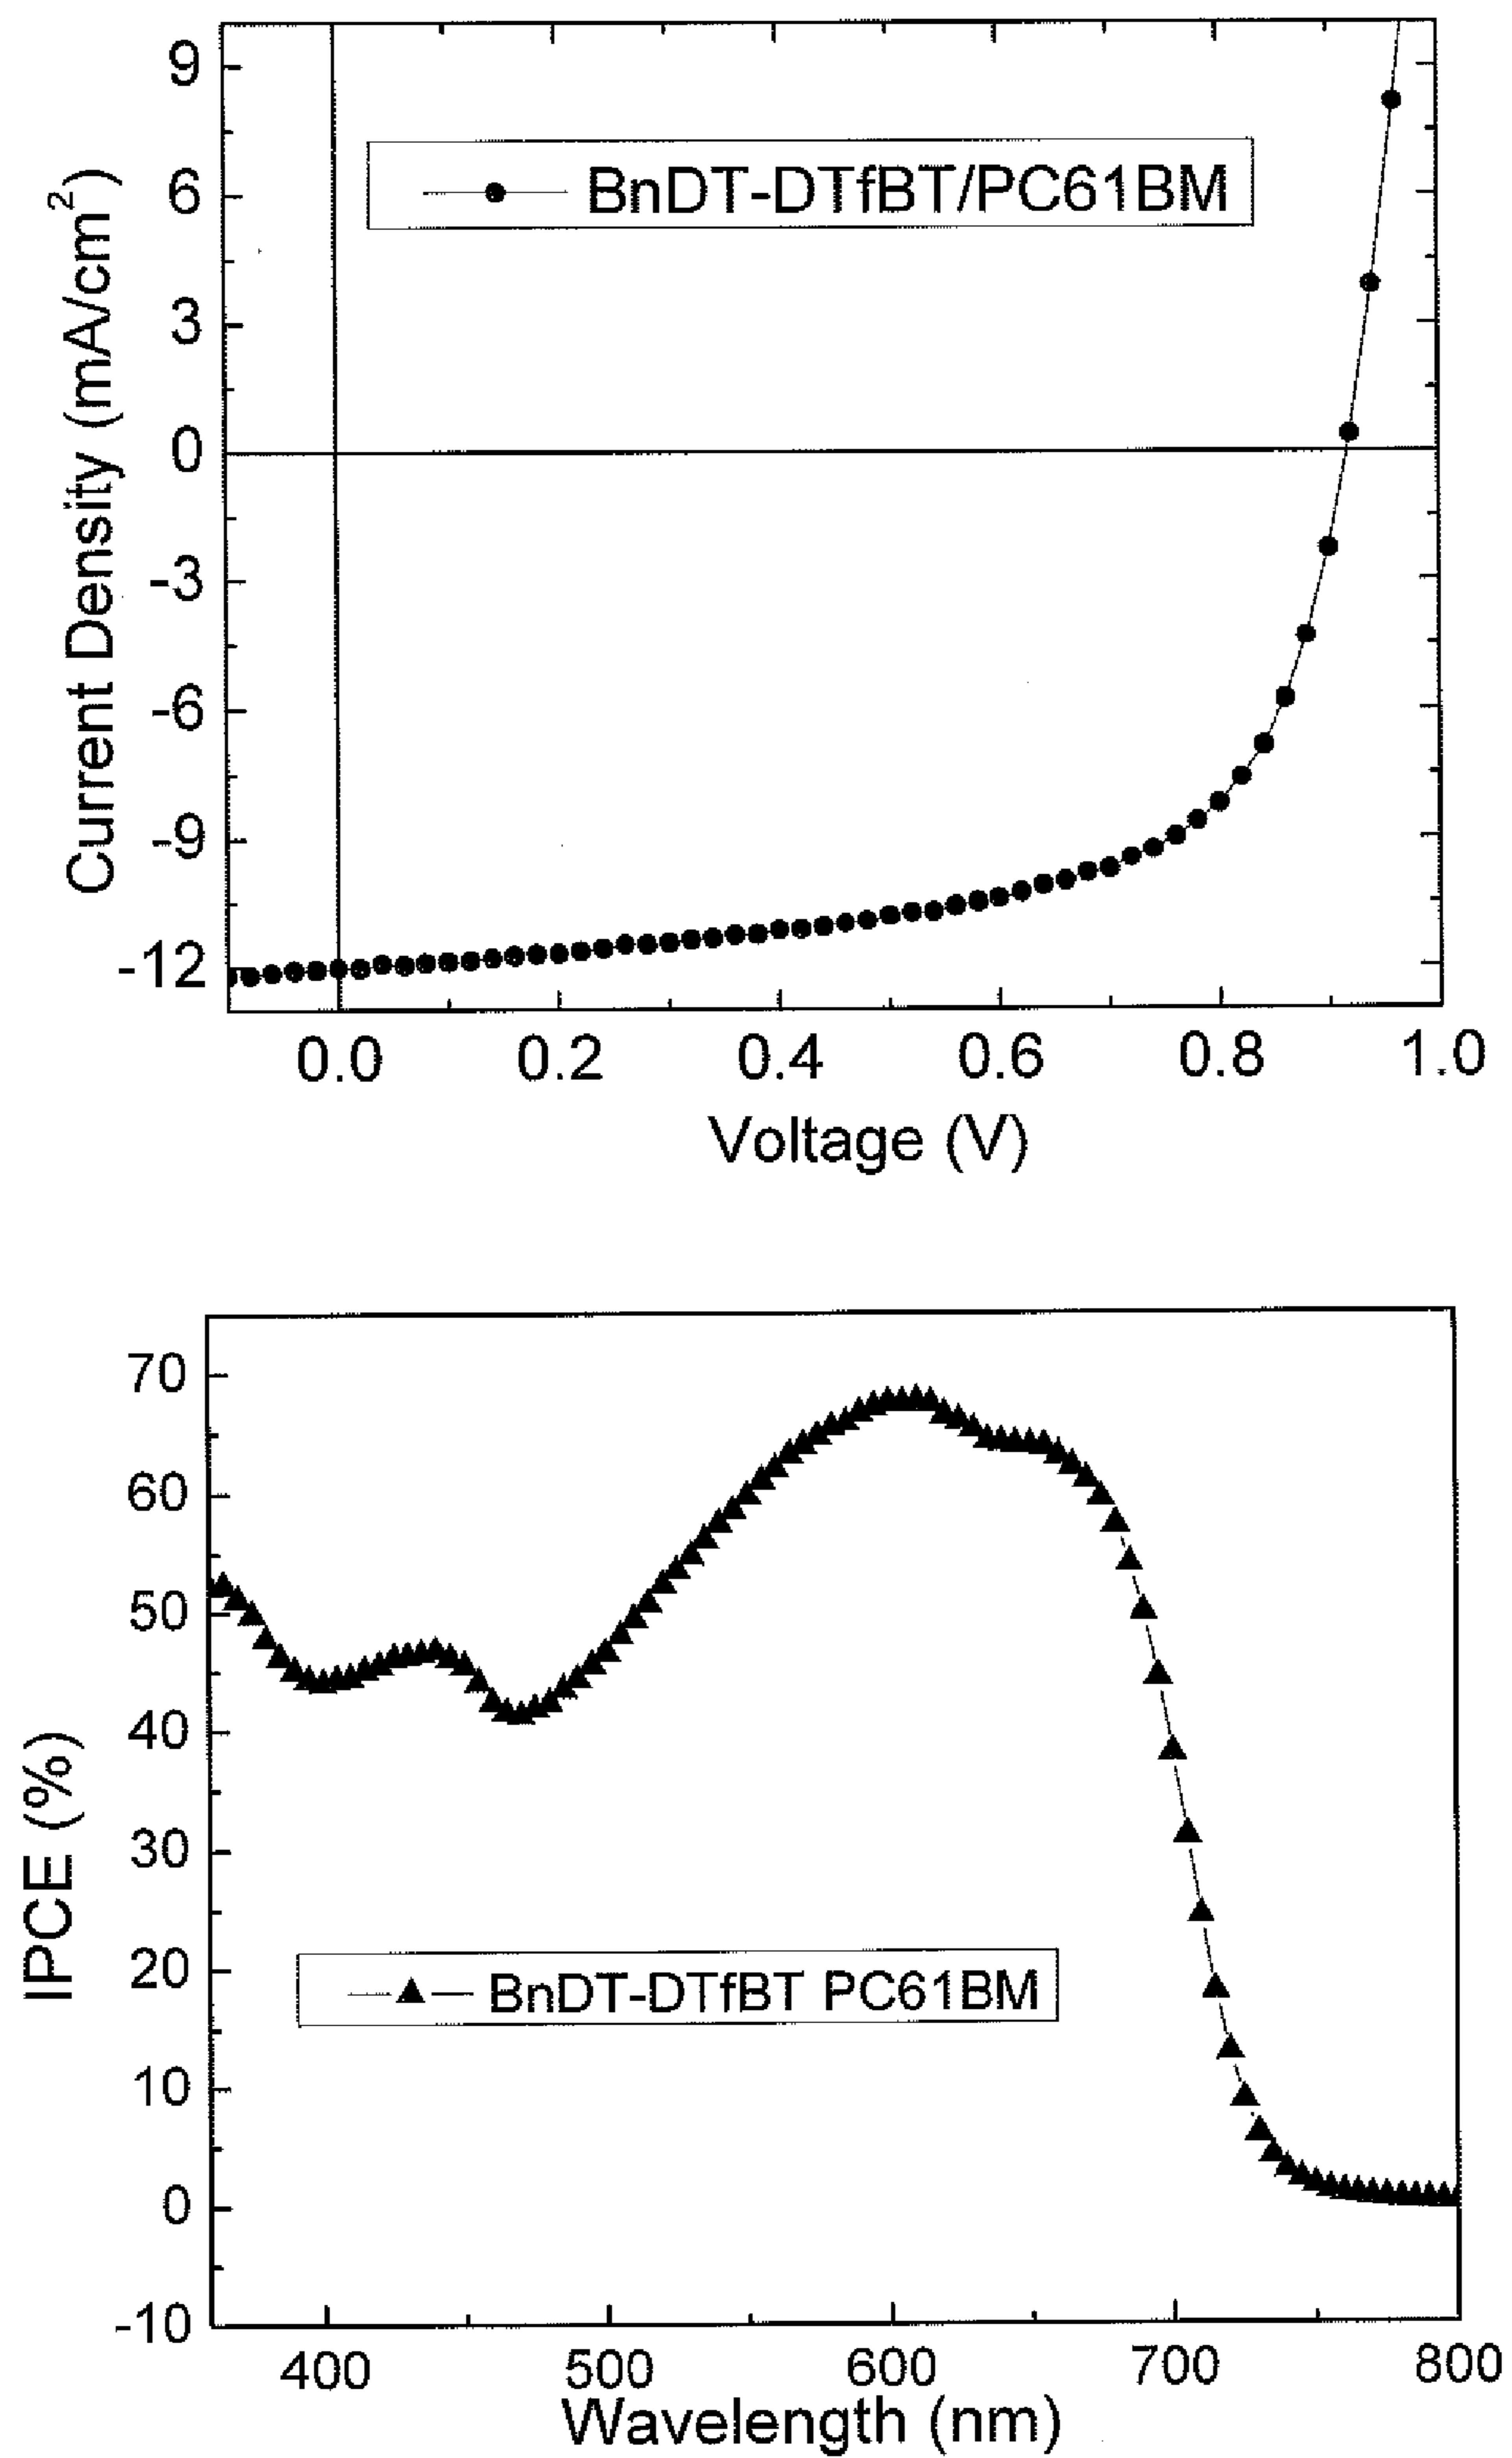 9
6
3
0
-3
-6
-9
-12
Current Density (mA/cm²)
BnDT-DTfBT/PC61BM
0.0 0.2 0.4 0.6 0.8 1.0
Voltage (V)
70
60
50
40
30
20
10
0
-10
IPCE (%)
BnDT-DTfBT PC61BM
400 500 600 700 800
Wavelength (nm)